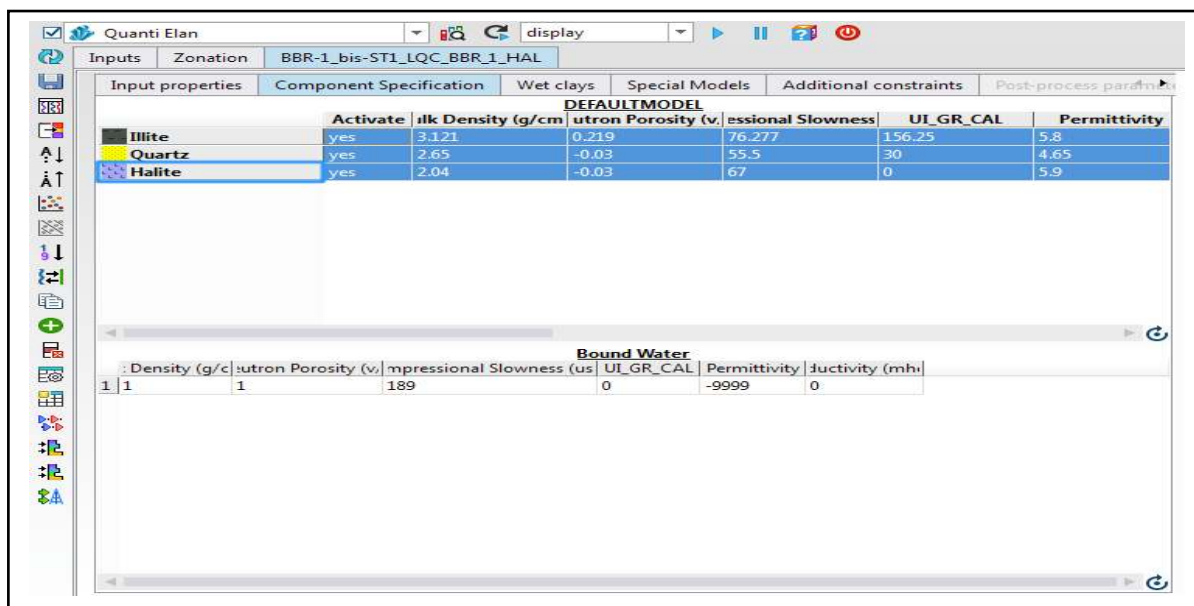 Quanti Elan display
Inputs Zonation BBR-1_bis-ST1_LQC_BBR_1_HAL
Input properties Component Specification Wet clays Special Models Additional constraints Post-process paramet
DEFAULTMODEL
Activate ılk Density (g/cm utron Porosity (v. essional Slowness UI_GR_CAL Permittivity
Illite yes 3.121 0.219 76.277 156.25 5.8
Quartz yes 2.65 -0.03 55.5 30 4.65
Halite yes 2.04 -0.03 67 0 5.9
Bound Water
: Density (g/c utron Porosity (v, mpressional Slowness (us UI_GR_CAL Permittivity ductivity (mh
1 1 1 189 0 -9999 0